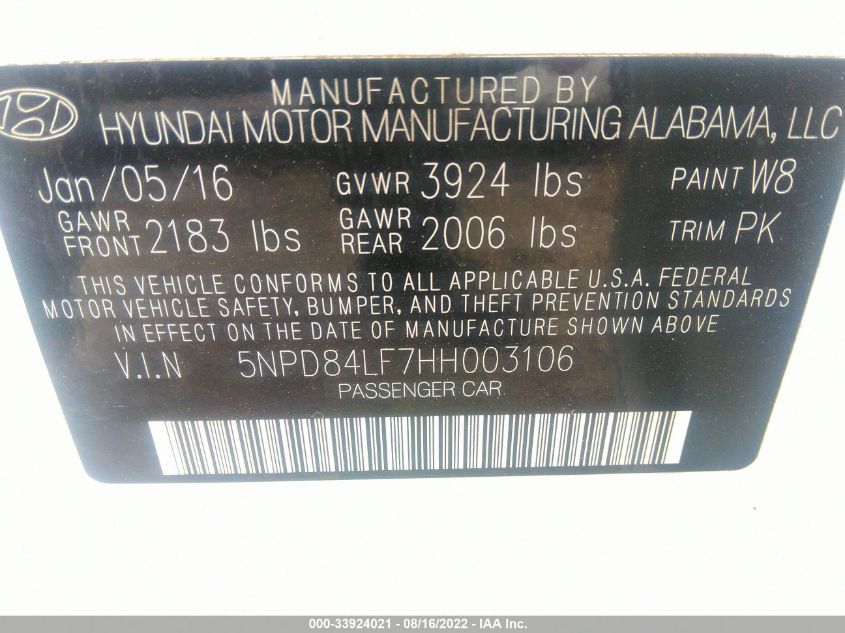 MANUFACTURED BY
HYUNDAI MOTOR MANUFACTURING ALABAMA, LLC
Jan/05/16 GVWR 3924 lbs PAINT W8
GAWR FRONT 2183 lbs GAWR REAR 2006 lbs TRIM PK
THIS VEHICLE CONFORMS TO ALL APPLICABLE U.S.A. FEDERAL
MOTOR VEHICLE SAFETY, BUMPER, AND THEFT PREVENTION STANDARDS
IN EFFECT ON THE DATE OF MANUFACTURE SHOWN ABOVE
V.I.N 5NPD84LF7HH003106
PASSENGER CAR
000-33924021 - 08/16/2022 - IAA Inc.